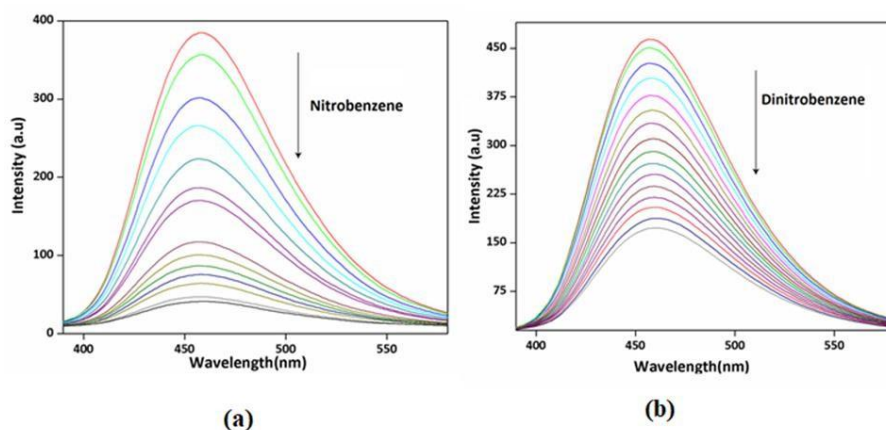 400
300
200
100
0
Intensity (a.u)
400
450
500
550
Wavelength(nm)
Nitrobenzene
(a)
450
375
300
225
150
75
Intensity (a.u)
400
450
500
550
Wavelength(nm)
Dinitrobenzene
(b)